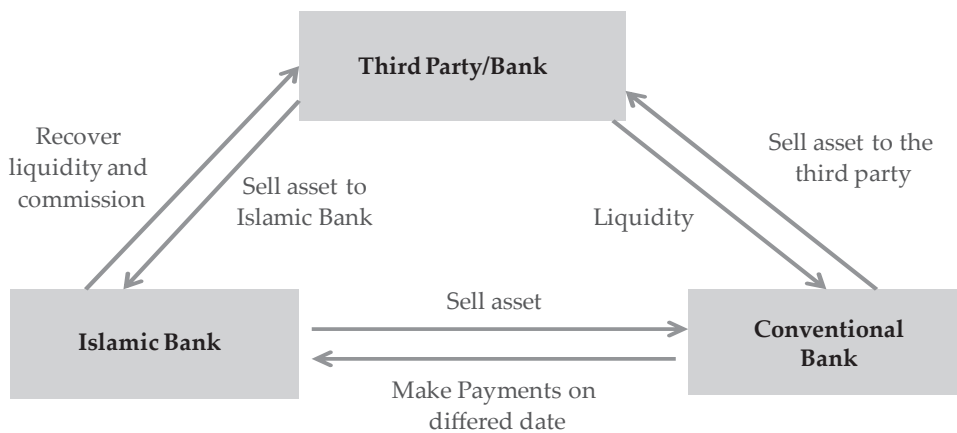 Third Party/Bank
Recover
liquidity and
commission
Sell asset to
Islamic Bank
Liquidity
Sell asset to the
third party
Islamic Bank
Sell asset
Make Payments on
differed date
Conventional
Bank